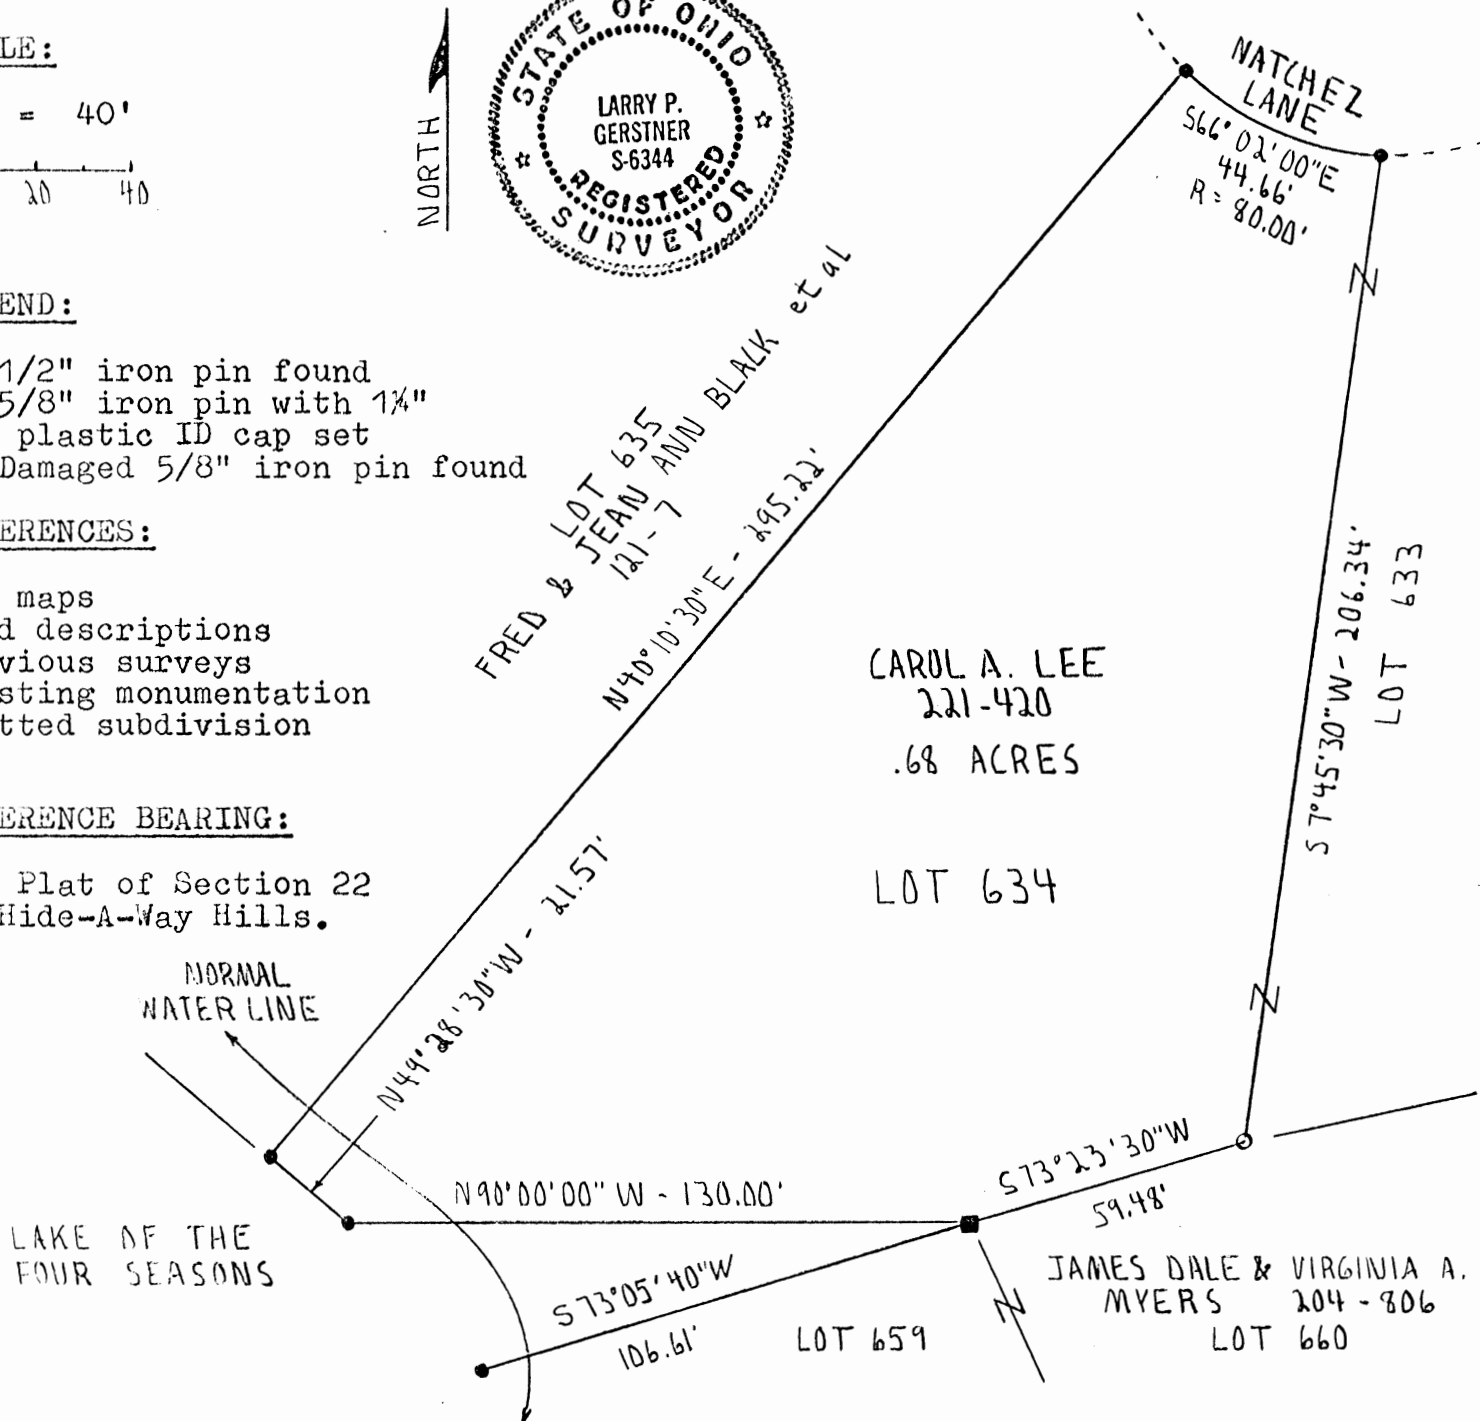 LE:
= 40'
20 40
NORTH
STATE OF OHIO
LARRY P.
GERSTNER
S-6344
REGISTERED
SURVEYOR
NATCHEZ
LANE
S66°02'00"E
44.66'
R = 80.00'
END:
1/2" iron pin found
5/8" iron pin with 1¼"
plastic ID cap set
Damaged 5/8" iron pin found
ERENCES:
maps
d descriptions
vious surveys
sting monumentation
tted subdivision
ERENCE BEARING:
Plat of Section 22
Hide-A-Way Hills.
LOT 635
FRED & JEAN ANN BLACK et al
121-7
N40°10'30"E - 295.22'
CAROL A. LEE
221-420
.68 ACRES
LOT 634
S7°45'30"W - 206.34'
LOT 633
NORMAL
WATER LINE
N49°28'30"W - 21.57'
N90°00'00"W - 130.00'
S73°23'30"W
59.48'
LAKE OF THE
FOUR SEASONS
S73°05'40"W
106.61'
LOT 659
JAMES DALE & VIRGINIA A.
MYERS 204-806
LOT 660